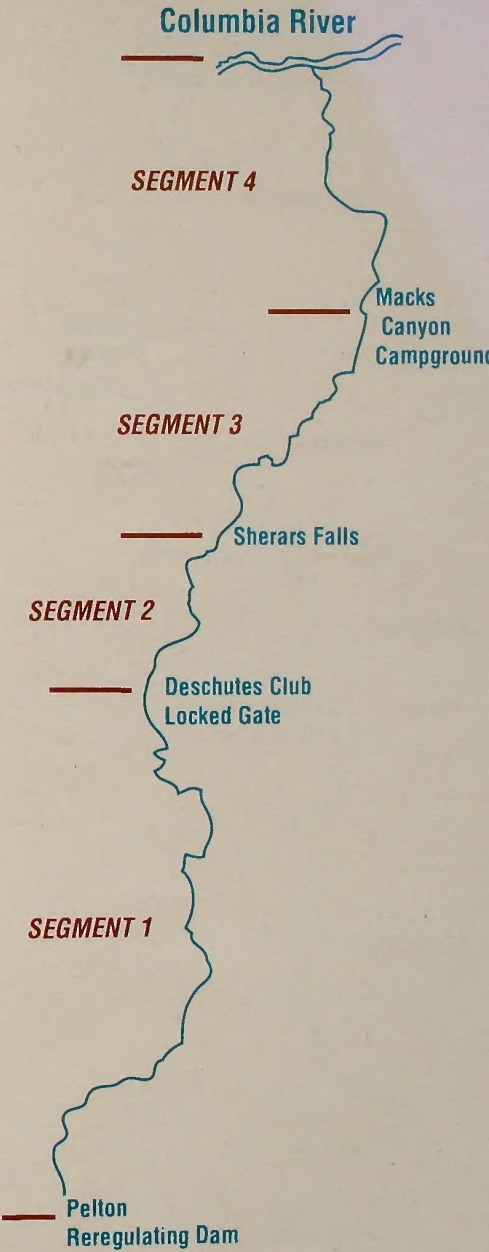 Columbia River
SEGMENT 4
Macks
Canyon
Campground
SEGMENT 3
Sherars Falls
SEGMENT 2
Deschutes Club
Locked Gate
SEGMENT 1
Pelton
Reregulating Dam